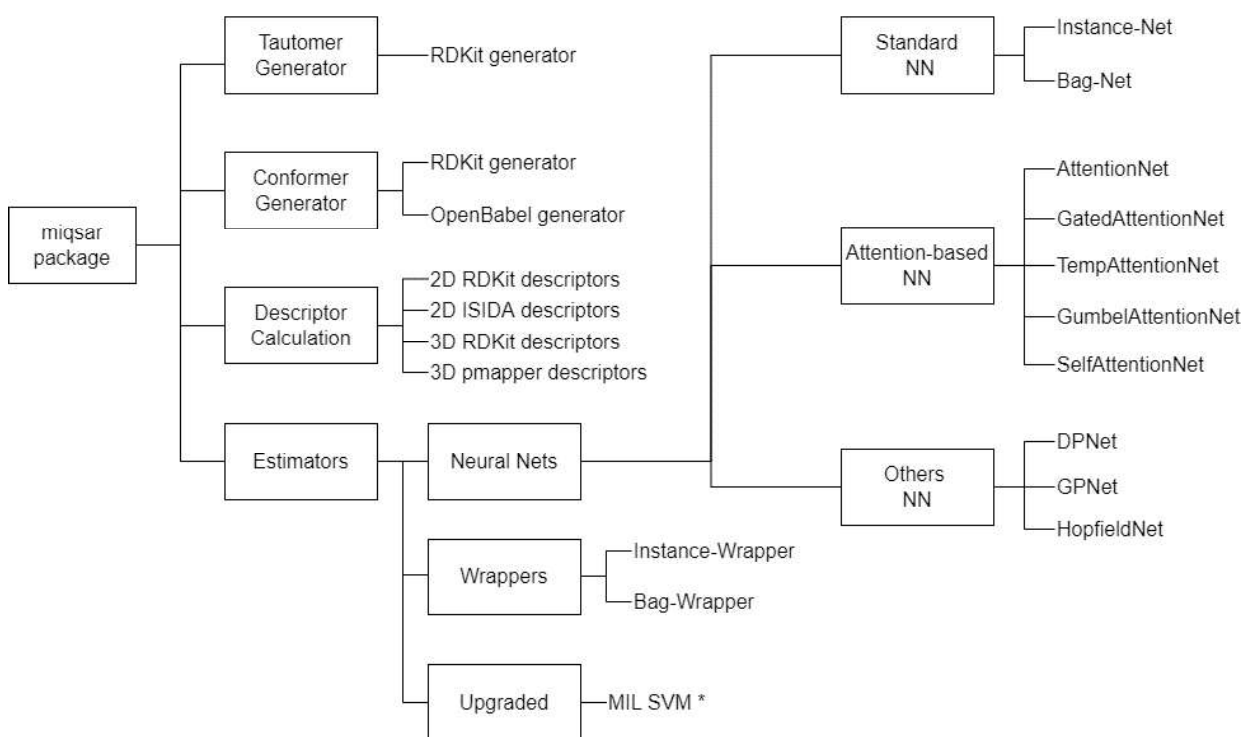 miqsar
package
Tautomer
Generator
RDKit generator
Conformer
Generator
RDKit generator
OpenBabel generator
Descriptor
Calculation
2D RDKit descriptors
2D ISIDA descriptors
3D RDKit descriptors
3D pmapper descriptors
Estimators
Neural Nets
Standard
NN
Instance-Net
Bag-Net
Attention-based
NN
AttentionNet
GatedAttentionNet
TempAttentionNet
GumbelAttentionNet
SelfAttentionNet
Others
NN
DPNet
GPNet
HopfieldNet
Wrappers
Instance-Wrapper
Bag-Wrapper
Upgraded
MIL SVM *